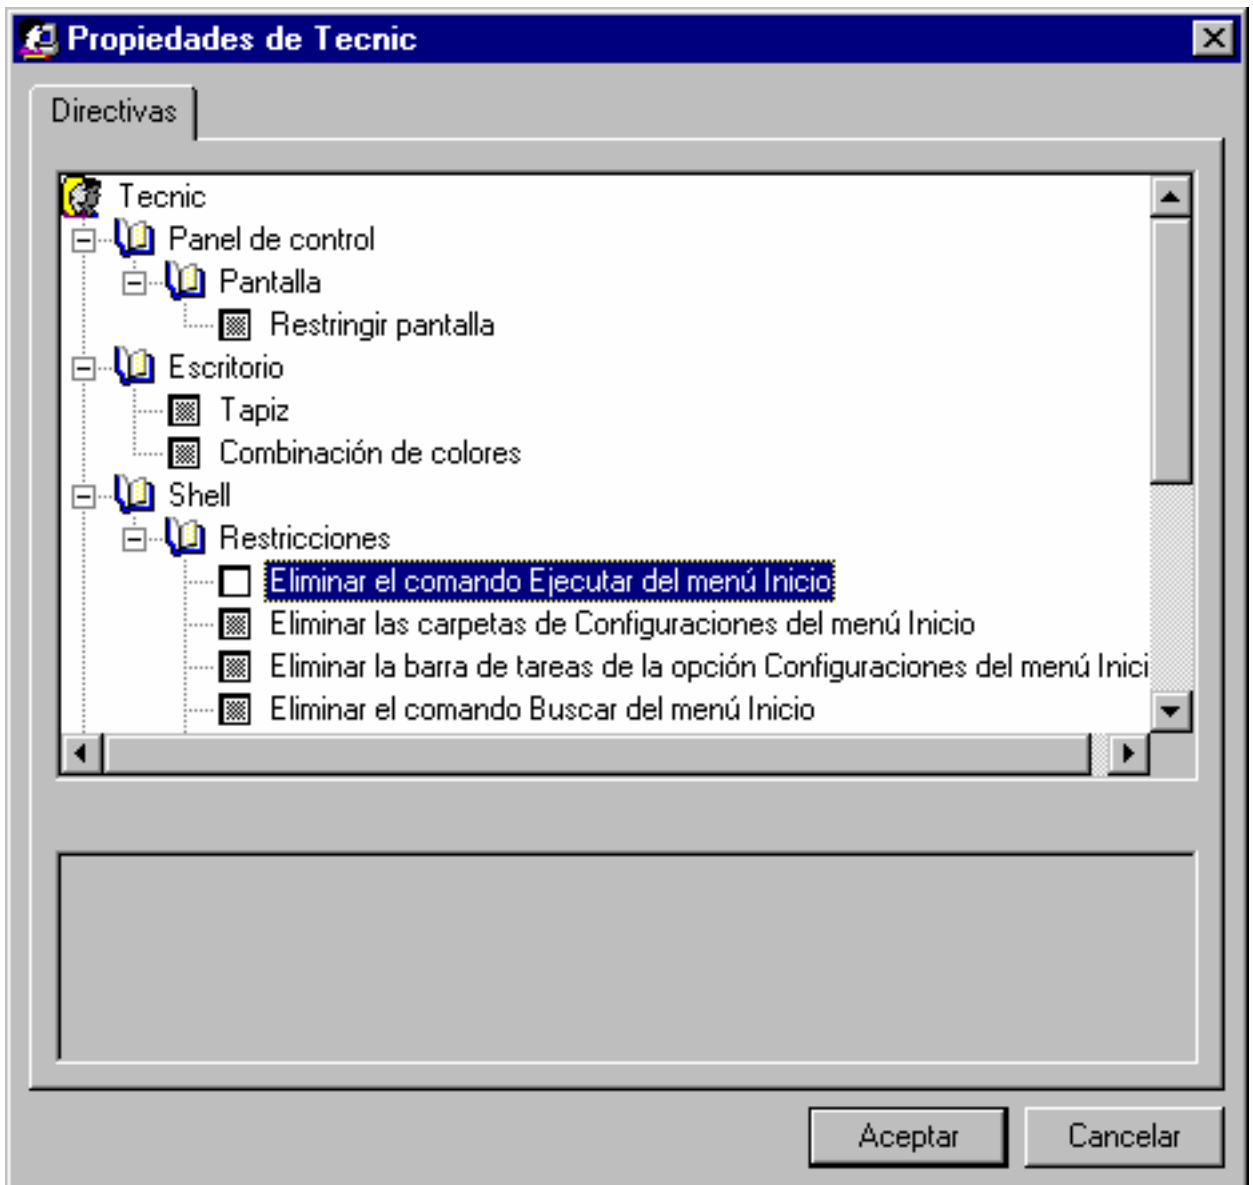 Propiedades de Tecnic
Directivas
Tecnic
Panel de control
Pantalla
Restringir pantalla
Escritorio
Tapiz
Combinación de colores
Shell
Restricciones
Eliminar el comando Ejecutar del menú Inicio
Eliminar las carpetas de Configuraciones del menú Inicio
Eliminar la barra de tareas de la opción Configuraciones del menú Inici
Eliminar el comando Buscar del menú Inicio
Aceptar
Cancelar